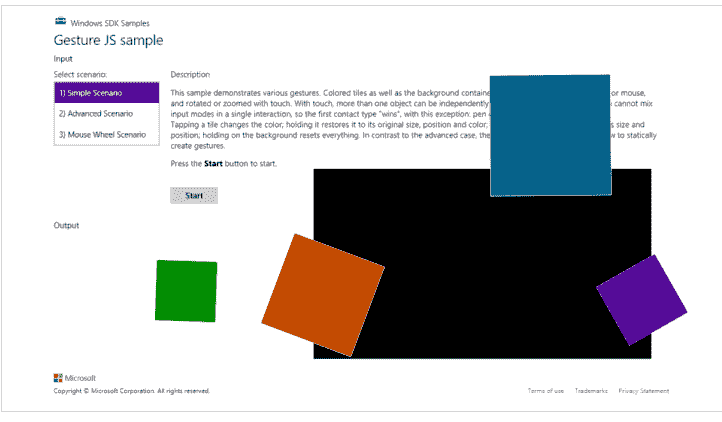 Windows SDK Samples
Gesture JS sample
Input
Select scenario:
1) Simple Scenario
2) Advanced Scenario
3) Mouse Wheel Scenario
Description
This sample demonstrates various gestures. Colored tiles as well as the background containe or mouse,
and rotated or zoomed with touch. With touch, more than one object can be independently cannot mix
input modes in a single interaction, so the first contact type "wins", with this exception: pen
Tapping a tile changes the color; holding it restores it to its original size, position and color; s size and
position; holding on the background resets everything. In contrast to the advanced case, the w to statically
create gestures.
Press the Start button to start.
Start
Output
Microsoft
Copyright © Microsoft Corporation. All rights reserved.
Terms of use Trademarks Privacy Statement